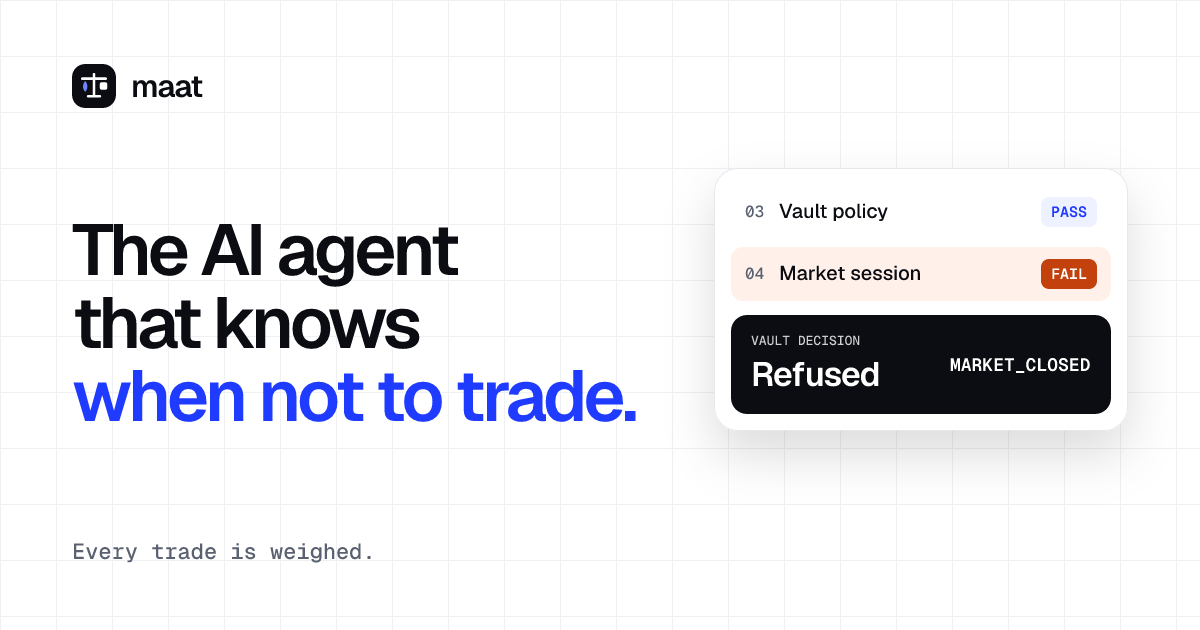 maat
The AI agent
that knows
when not to trade.
Every trade is weighed.
03 Vault policy PASS
04 Market session FAIL
VAULT DECISION
Refused
MARKET_CLOSED